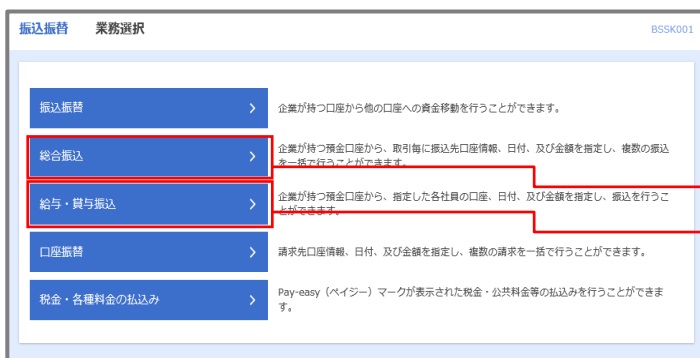 振込振替 業務選択 BSSK001
振込振替 企業が持つ口座から他の口座への資金移動を行うことができます。
総合振込 企業が持つ預金口座から、取引毎に振込先口座情報、日付、及び金額を指定し、複数の振込
を一括で行うことができます。
給与・賞与振込 企業が持つ預金口座から、指定した各社員の口座、日付、及び金額を指定し、振込を行うこ
とができます。
口座振替 請求先口座情報、日付、及び金額を指定し、複数の請求を一括で行うことができます。
税金・各種料金の払込み Pay-easy（ペイジー）マークが表示された税金・公共料金等の払込みを行うことができま
す。